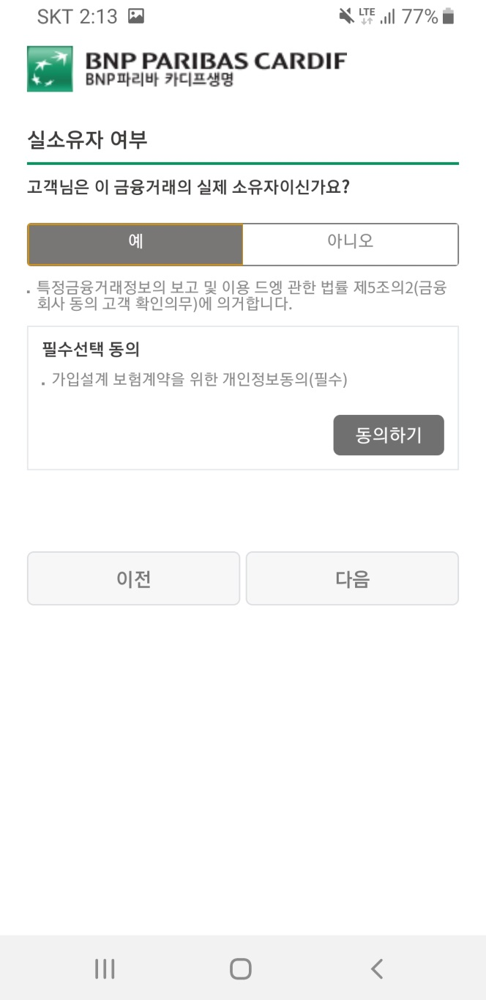 SKT 2:13
LTE
77%
BNP PARIBAS CARDIF
BNP파리바 카디프생명
실소유자 여부
고객님은 이 금융거래의 실제 소유자이신가요?
예
아니오
. 특정금융거래정보의 보고 및 이용 드엥 관한 법률 제5조의2(금융
회사 동의 고객 확인의무)에 의거합니다.
필수선택 동의
. 가입설계 보험계약을 위한 개인정보동의(필수)
동의하기
이전
다음